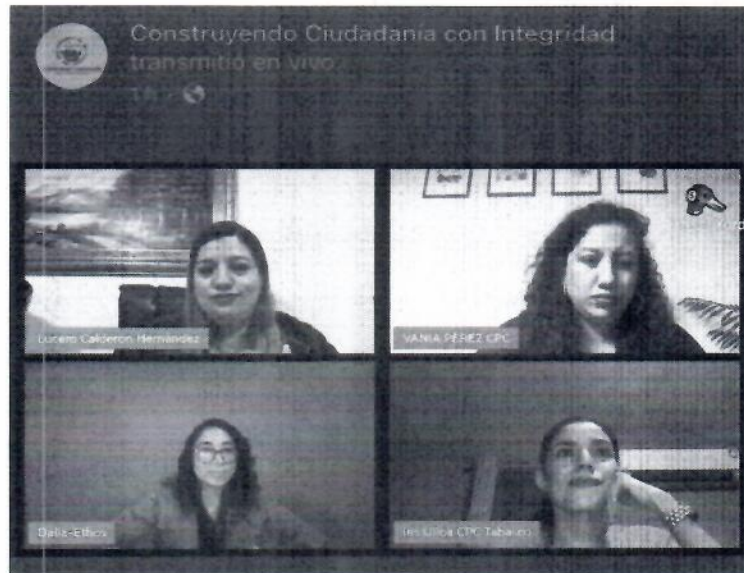 Construyendo Ciudadanía con Integridad
transmitió en vivo.
Lucero Calderón Hernández
VANIA PÉREZ CPC
Dalia-Ethos
CPC Tabasco